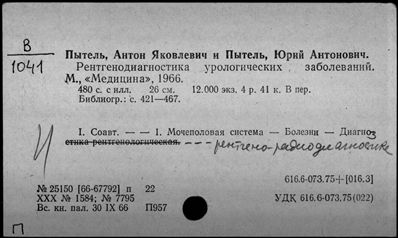 В
1041
Пытель, Антон Яковлевич и Пытель, Юрий Антонович.
Рентгенодиагностика урологических заболеваний.
М., «Медицина», 1966.
480 с. с илл. 26 см. 12.000 экз. 4 р. 41 к. В пер.
Библиогр.: с. 421—467.
I. Соавт. — — 1. Мочеполовая система — Болезни — Диагноз
стика рентгенологическая. - - - рентгено-радиодиагностике
616.6-073.75+[016.3]
№ 25150 [66-67792] п 22
XXX № 1584; № 7795
УДК 616.6-073.75(022)
Вс. кн. пал. 30 IX 66 П957
П